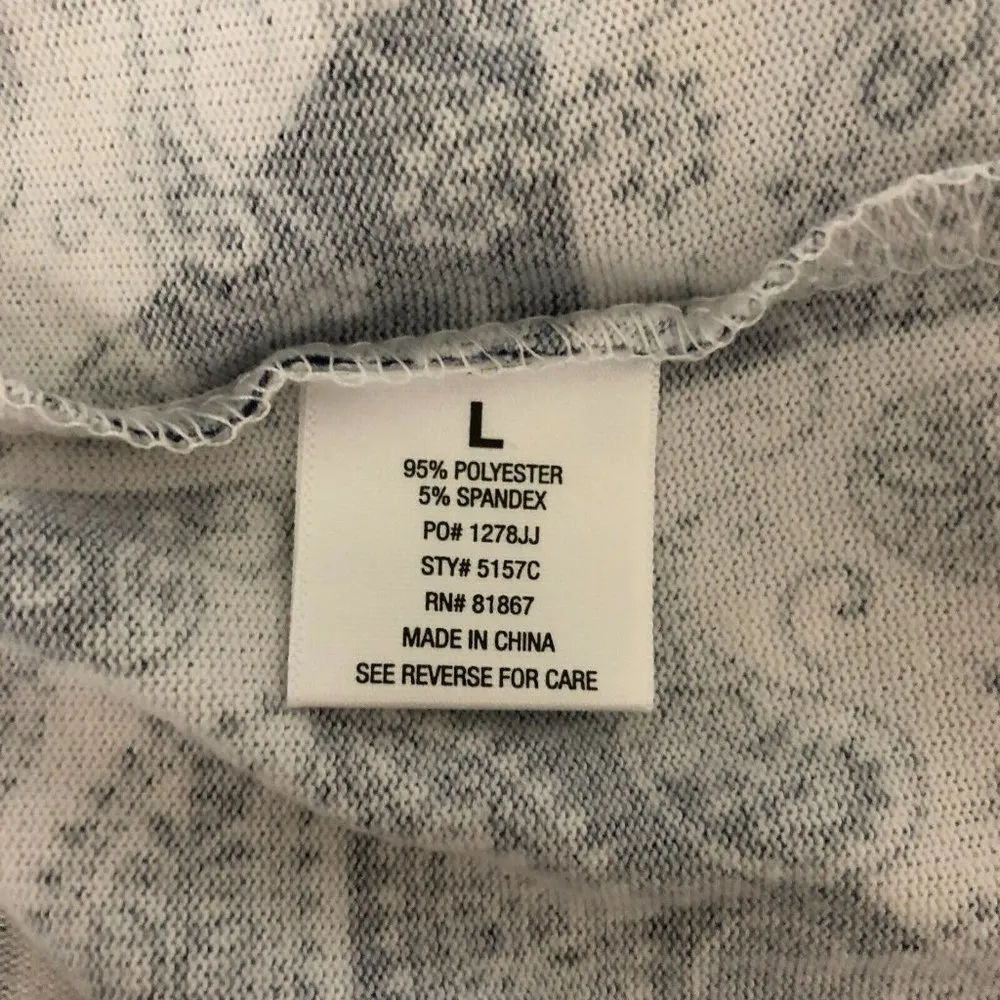 L
95% POLYESTER
5% SPANDEX
PO# 1278JJ
STY# 5157C
RN# 81867
MADE IN CHINA
SEE REVERSE FOR CARE